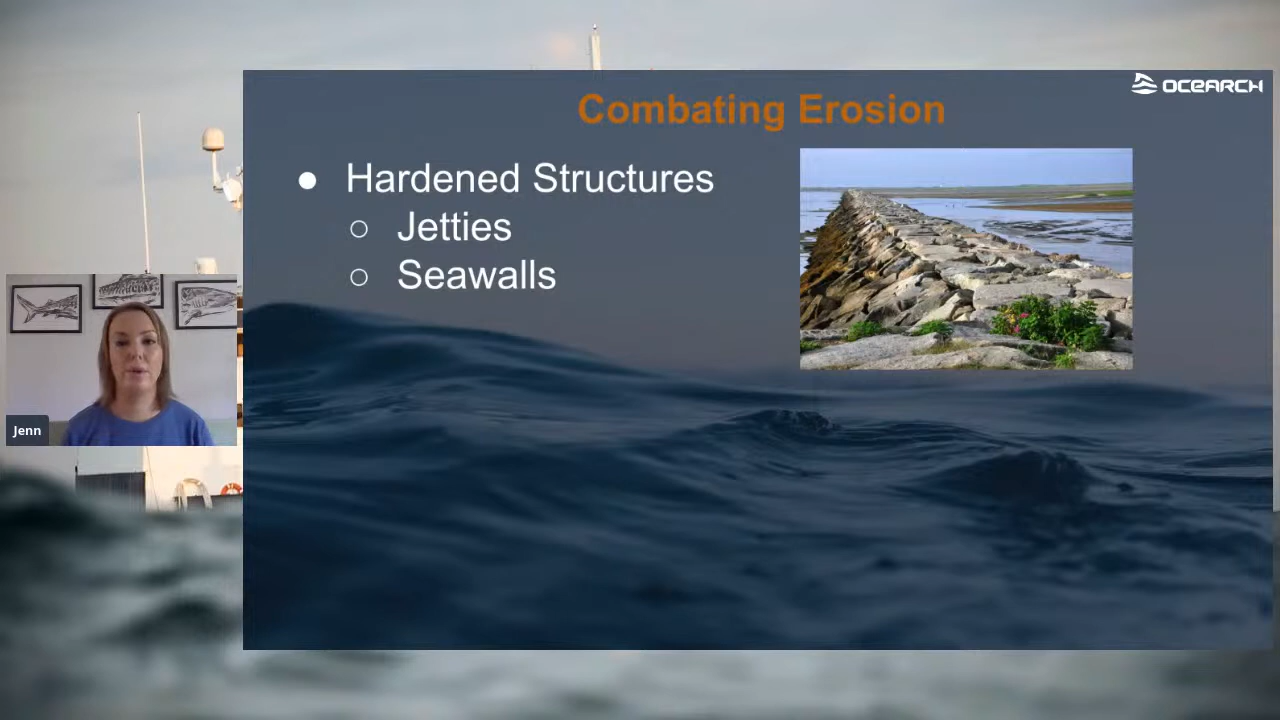 OCEARCH
Combating Erosion
● Hardened Structures
○ Jetties
○ Seawalls
Jenn